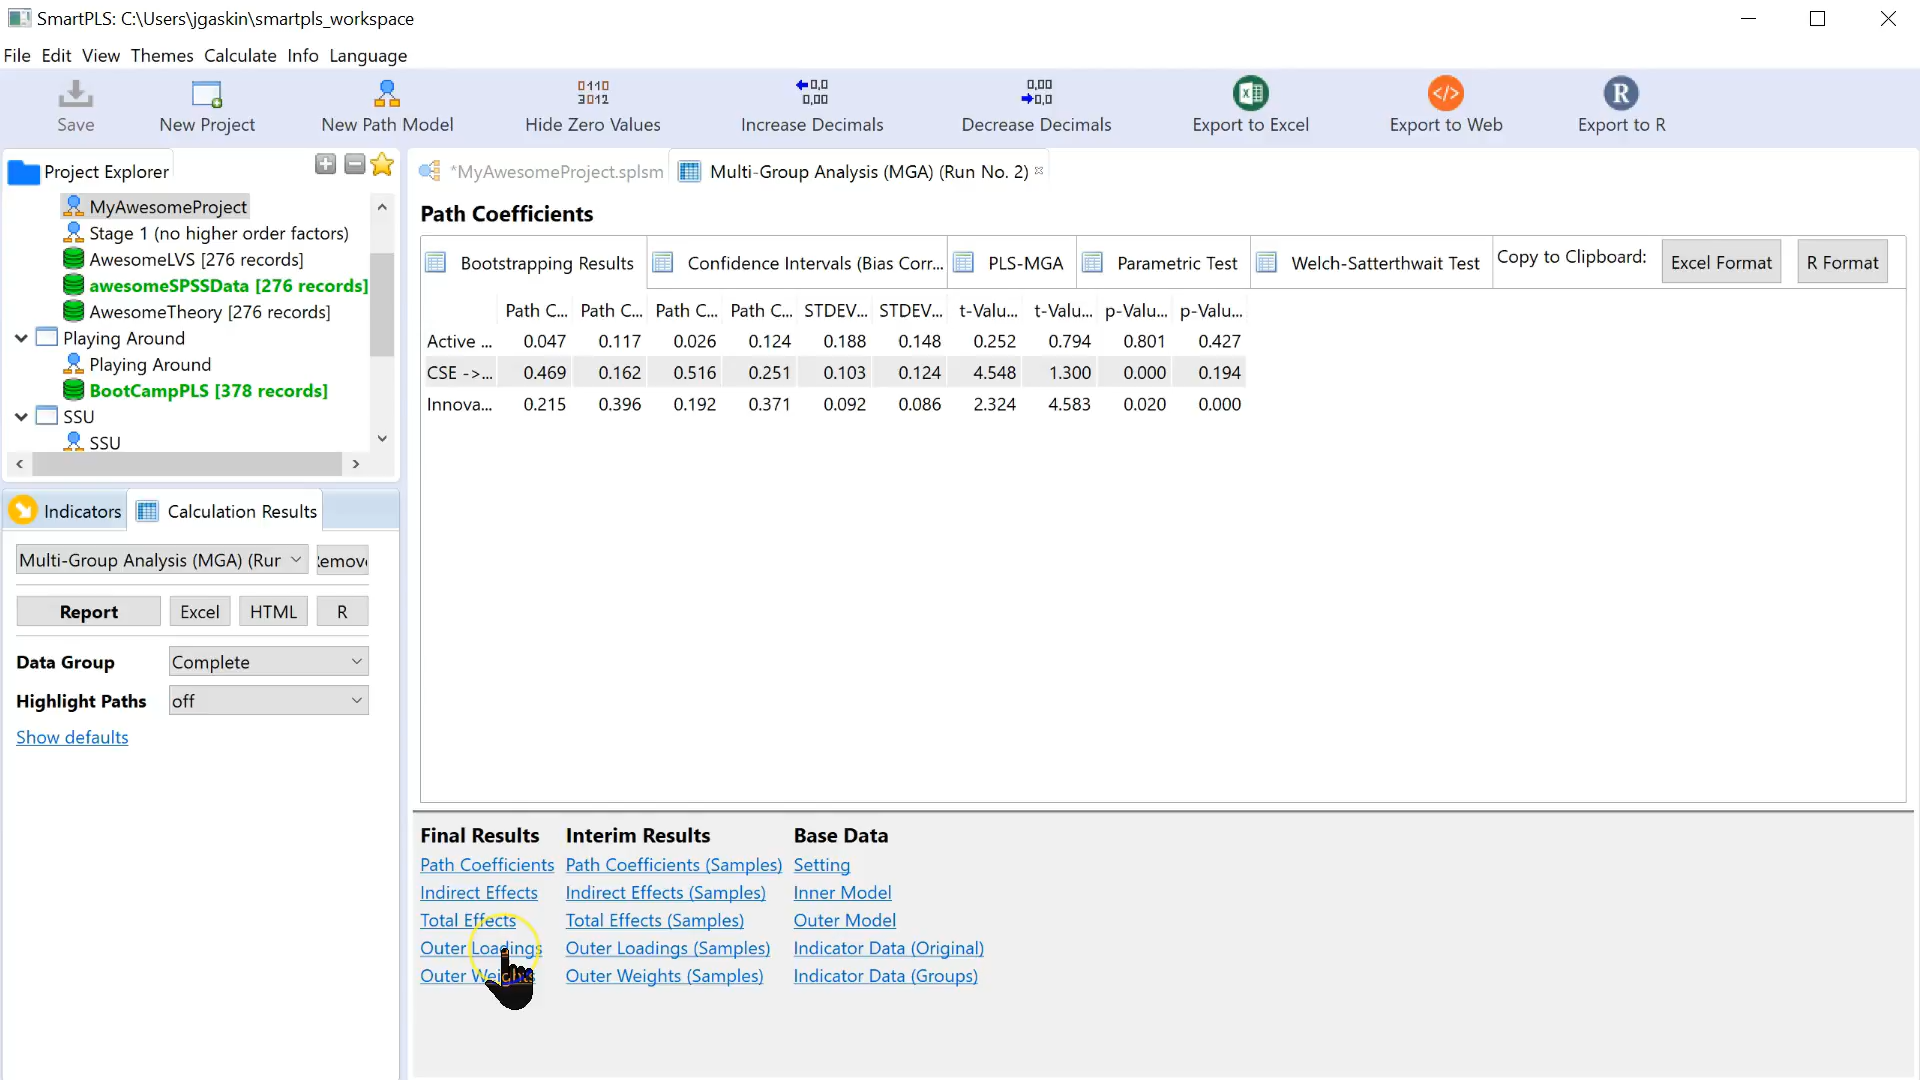 SmartPLS: C:\Users\jgaskin\smartpls_workspace
File Edit View Themes Calculate Info Language
Save New Project New Path Model Hide Zero Values Increase Decimals Decrease Decimals Export to Excel Export to Web Export to R
Project Explorer
MyAwesomeProject
Stage 1 (no higher order factors)
AwesomeLVS [276 records]
awesomeSPSSData [276 records]
AwesomeTheory [276 records]
Playing Around
Playing Around
BootCampPLS [378 records]
SSU
SSU
Indicators Calculation Results
Multi-Group Analysis (MGA) (Rur Remove
Report Excel HTML R
Data Group Complete
Highlight Paths off
Show defaults
*MyAwesomeProject.splsm Multi-Group Analysis (MGA) (Run No. 2)
Path Coefficients
Bootstrapping Results Confidence Intervals (Bias Corr... PLS-MGA Parametric Test Welch-Satterthwait Test Copy to Clipboard: Excel Format R Format
Path C... Path C... Path C... Path C... STDEV... STDEV... t-Valu... t-Valu... p-Valu... p-Valu...
Active ... 0.047 0.117 0.026 0.124 0.188 0.148 0.252 0.794 0.801 0.427
CSE ->... 0.469 0.162 0.516 0.251 0.103 0.124 4.548 1.300 0.000 0.194
Innova... 0.215 0.396 0.192 0.371 0.092 0.086 2.324 4.583 0.020 0.000
Final Results Interim Results Base Data
Path Coefficients Path Coefficients (Samples) Setting
Indirect Effects Indirect Effects (Samples) Inner Model
Total Effects Total Effects (Samples) Outer Model
Outer Loadings Outer Loadings (Samples) Indicator Data (Original)
Outer Weights Outer Weights (Samples) Indicator Data (Groups)